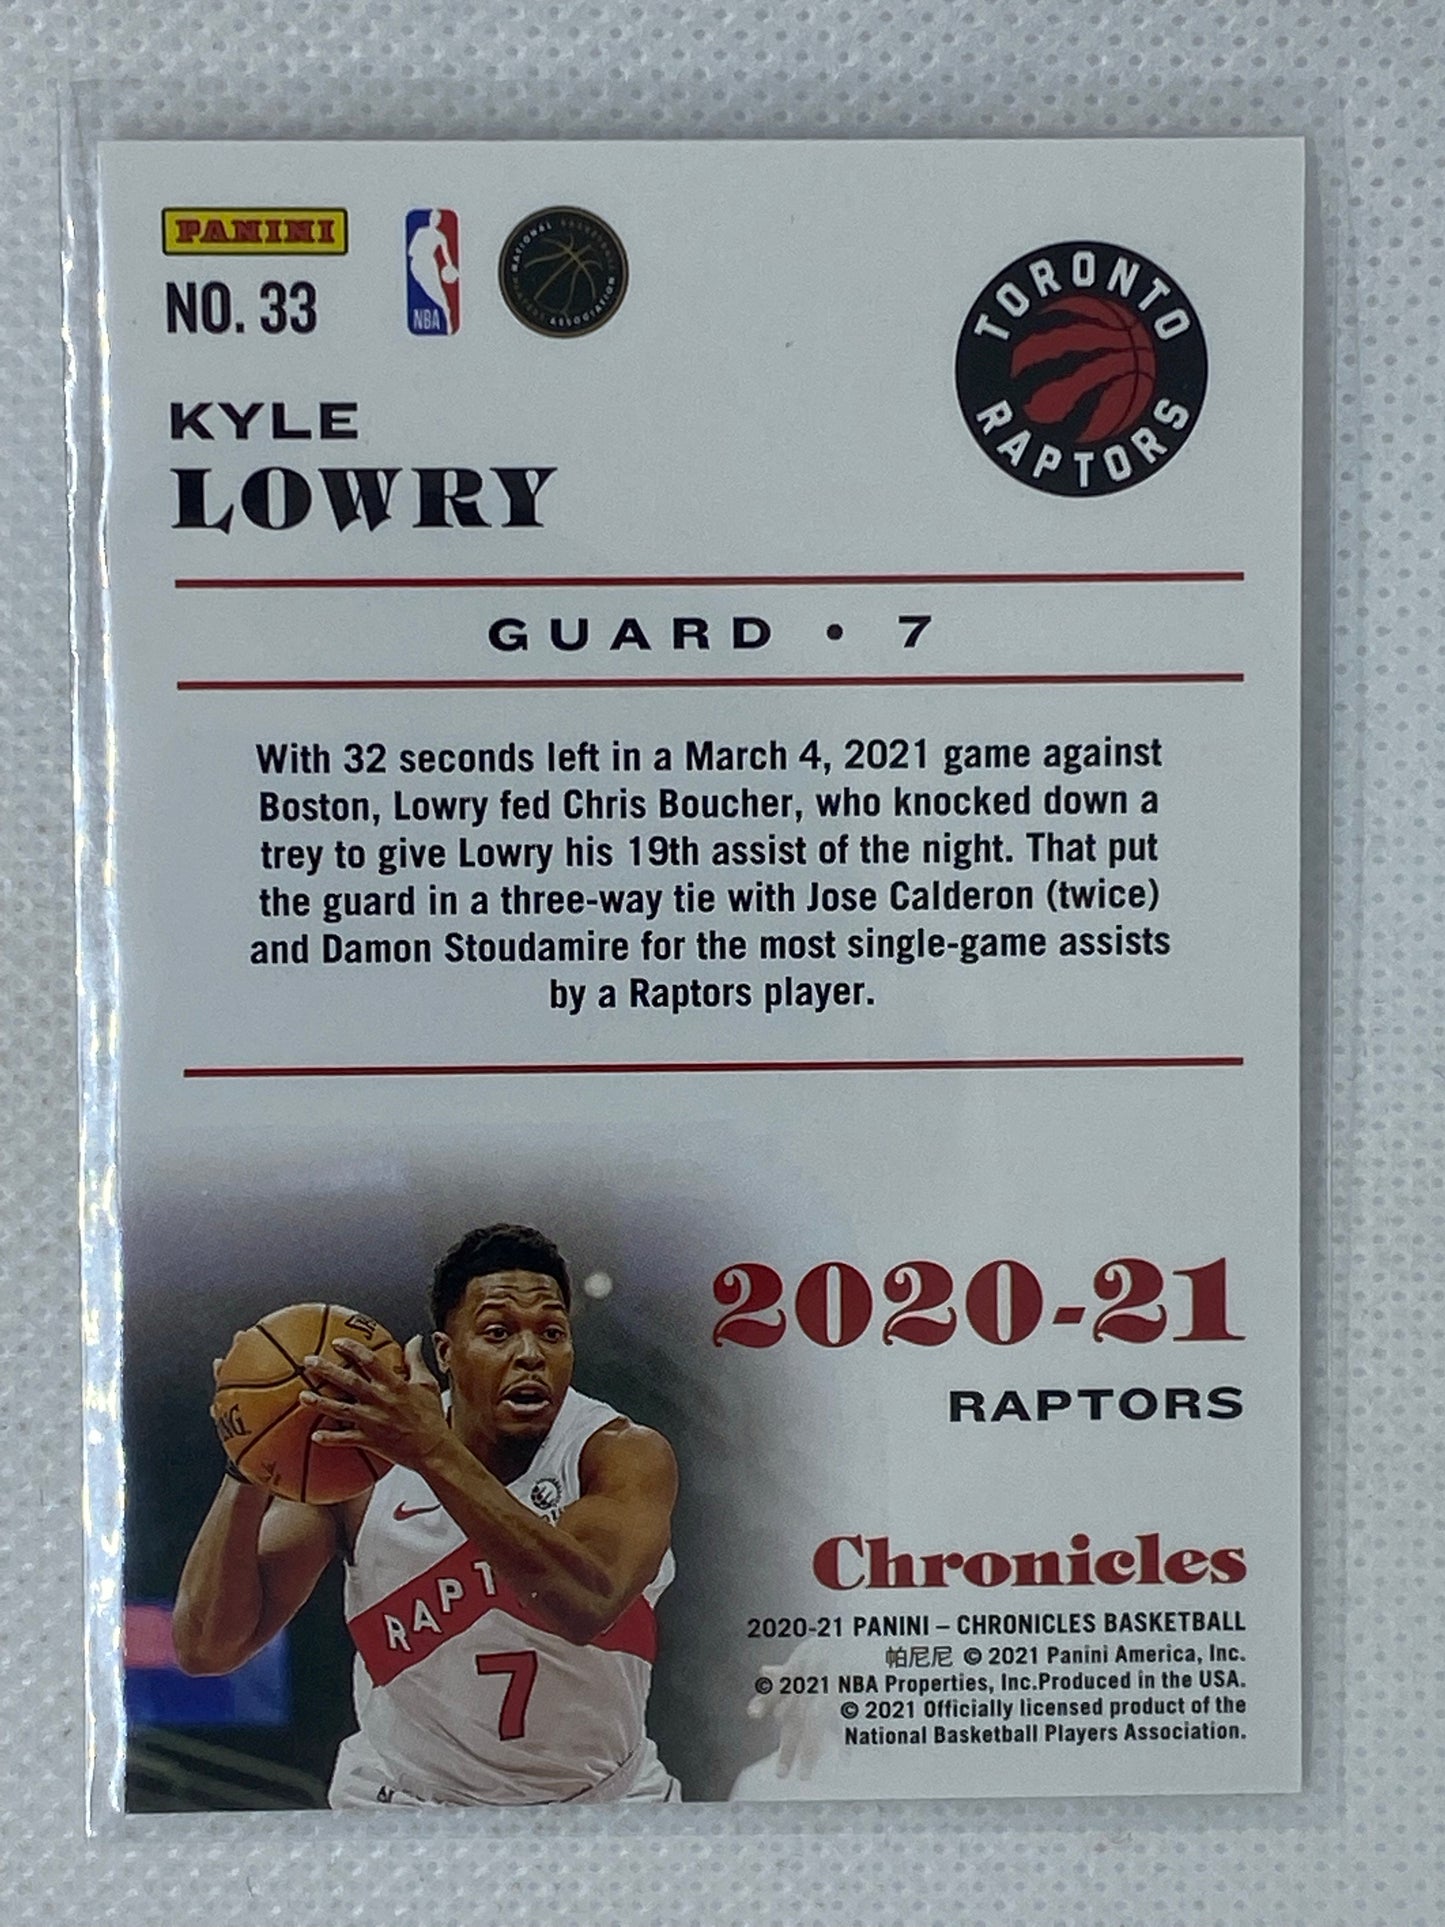 PANINI
NO. 33
NBA
NATIONAL BASKETBALL
PLAYERS ASSOCIATION
TORONTO
RAPTORS
KYLE
LOWRY
GUARD • 7
With 32 seconds left in a March 4, 2021 game against
Boston, Lowry fed Chris Boucher, who knocked down a
trey to give Lowry his 19th assist of the night. That put
the guard in a three-way tie with Jose Calderon (twice)
and Damon Stoudamire for the most single-game assists
by a Raptors player.
2020-21
RAPTORS
RAPT
7
Chronicles
2020-21 PANINI – CHRONICLES BASKETBALL
帕尼尼 © 2021 Panini America, Inc.
© 2021 NBA Properties, Inc.Produced in the USA.
© 2021 Officially licensed product of the
National Basketball Players Association.